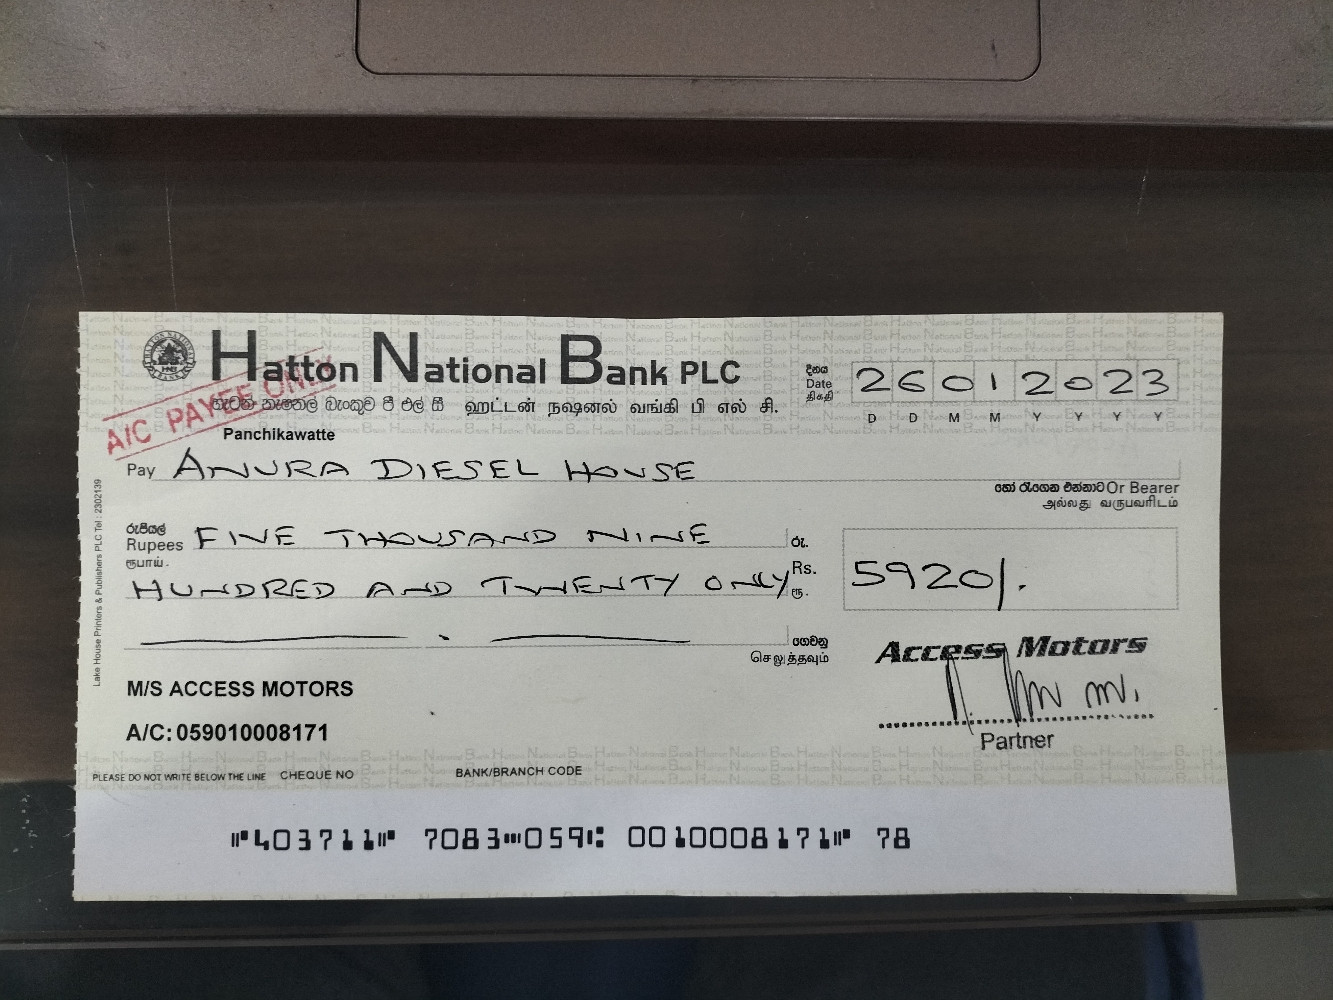 Hatton National Bank PLC
හැටන් නැෂනල් බැංකුව පී එල් සී ஹட்டன் நஷனல் வங்கி பி எல் சி.
A/C PAYEE ONLY
Panchikawatte
දිනය
Date
திகதி
26012023
D D M M Y Y Y Y
Pay ANURA DIESEL HOUSE
හෝ රැගෙන එන්නාට Or Bearer
அல்லது வருபவரிடம்
රුපියල්
Rupees FIVE THOUSAND NINE
ரூபாய்.
HUNDRED AND TWENTY ONLY
රු.
Rs.
ரூ.
5920/.
ගෙවනු
செலுத்தவும்
Access Motors
Partner
M/S ACCESS MOTORS
A/C: 059010008171
PLEASE DO NOT WRITE BELOW THE LINE CHEQUE NO BANK/BRANCH CODE
⑈403711⑈ 7083⑉059⑆ 0010008171⑈ 78
Lake House Printers & Publishers PLC Tel : 2302139